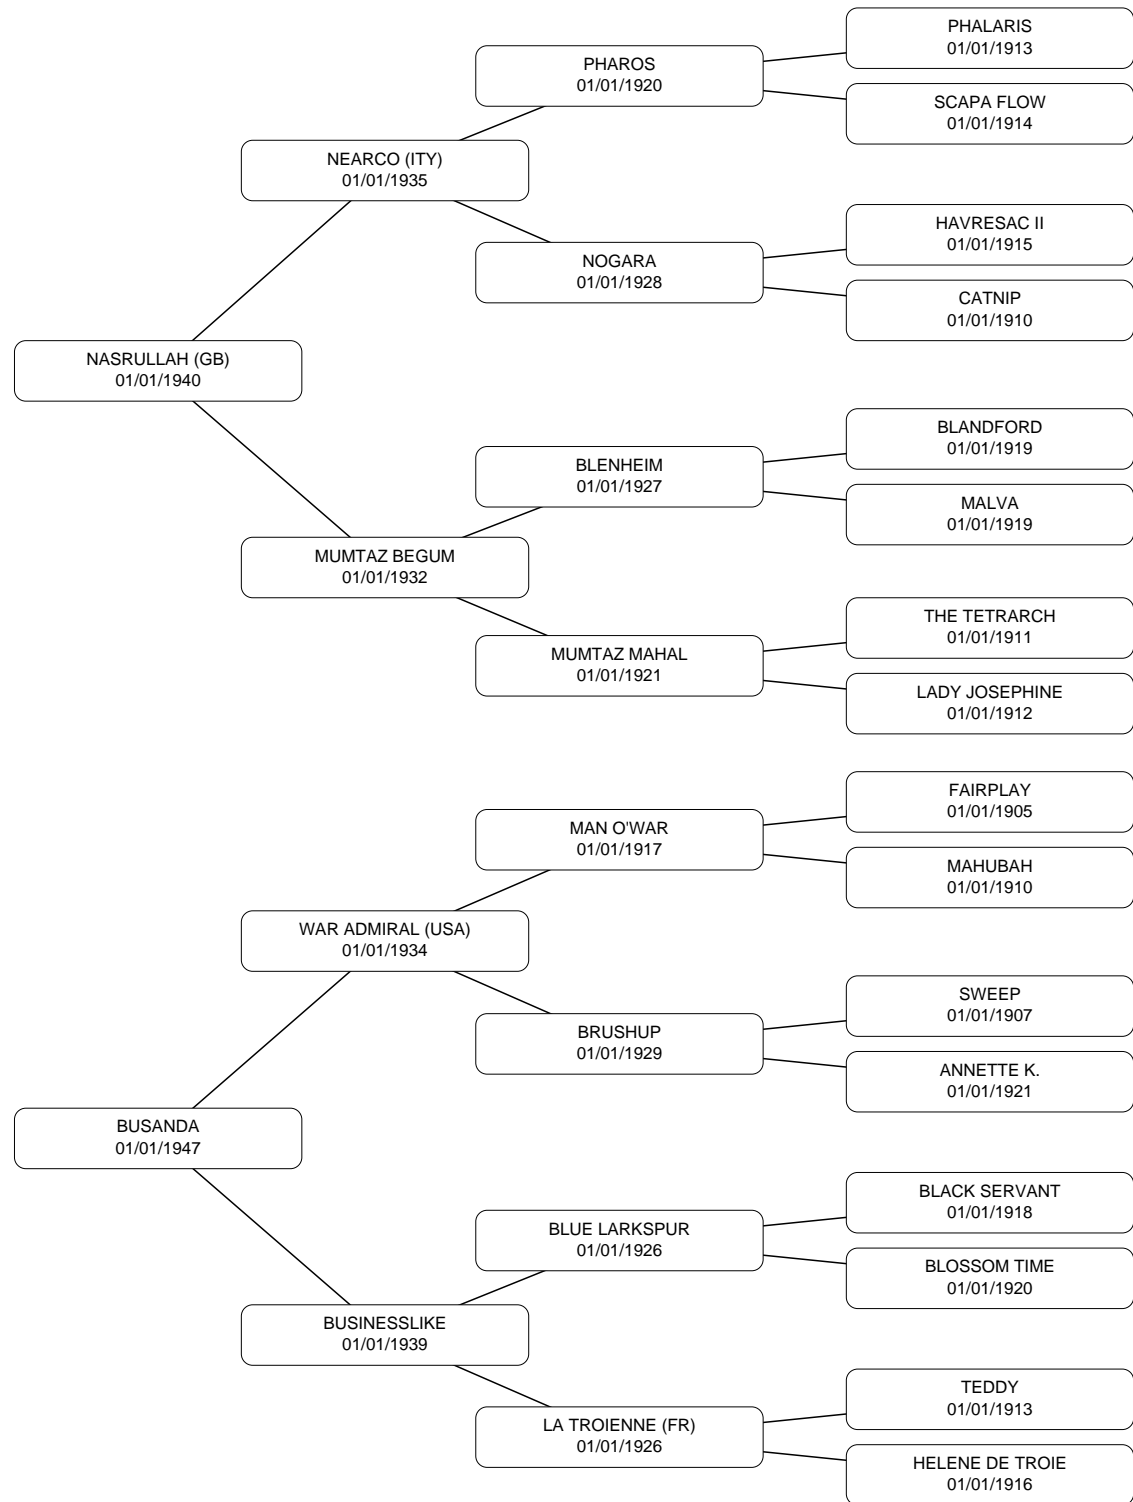 PHALARIS
01/01/1913
PHAROS
01/01/1920
SCAPA FLOW
01/01/1914
NEARCO (ITY)
01/01/1935
HAVRESAC II
01/01/1915
NOGARA
01/01/1928
CATNIP
01/01/1910
NASRULLAH (GB)
01/01/1940
BLANDFORD
01/01/1919
BLENHEIM
01/01/1927
MALVA
01/01/1919
MUMTAZ BEGUM
01/01/1932
THE TETRARCH
01/01/1911
MUMTAZ MAHAL
01/01/1921
LADY JOSEPHINE
01/01/1912
FAIRPLAY
01/01/1905
MAN O'WAR
01/01/1917
MAHUBAH
01/01/1910
WAR ADMIRAL (USA)
01/01/1934
SWEEP
01/01/1907
BRUSHUP
01/01/1929
ANNETTE K.
01/01/1921
BUSANDA
01/01/1947
BLACK SERVANT
01/01/1918
BLUE LARKSPUR
01/01/1926
BLOSSOM TIME
01/01/1920
BUSINESSLIKE
01/01/1939
TEDDY
01/01/1913
LA TROIENNE (FR)
01/01/1926
HELENE DE TROIE
01/01/1916